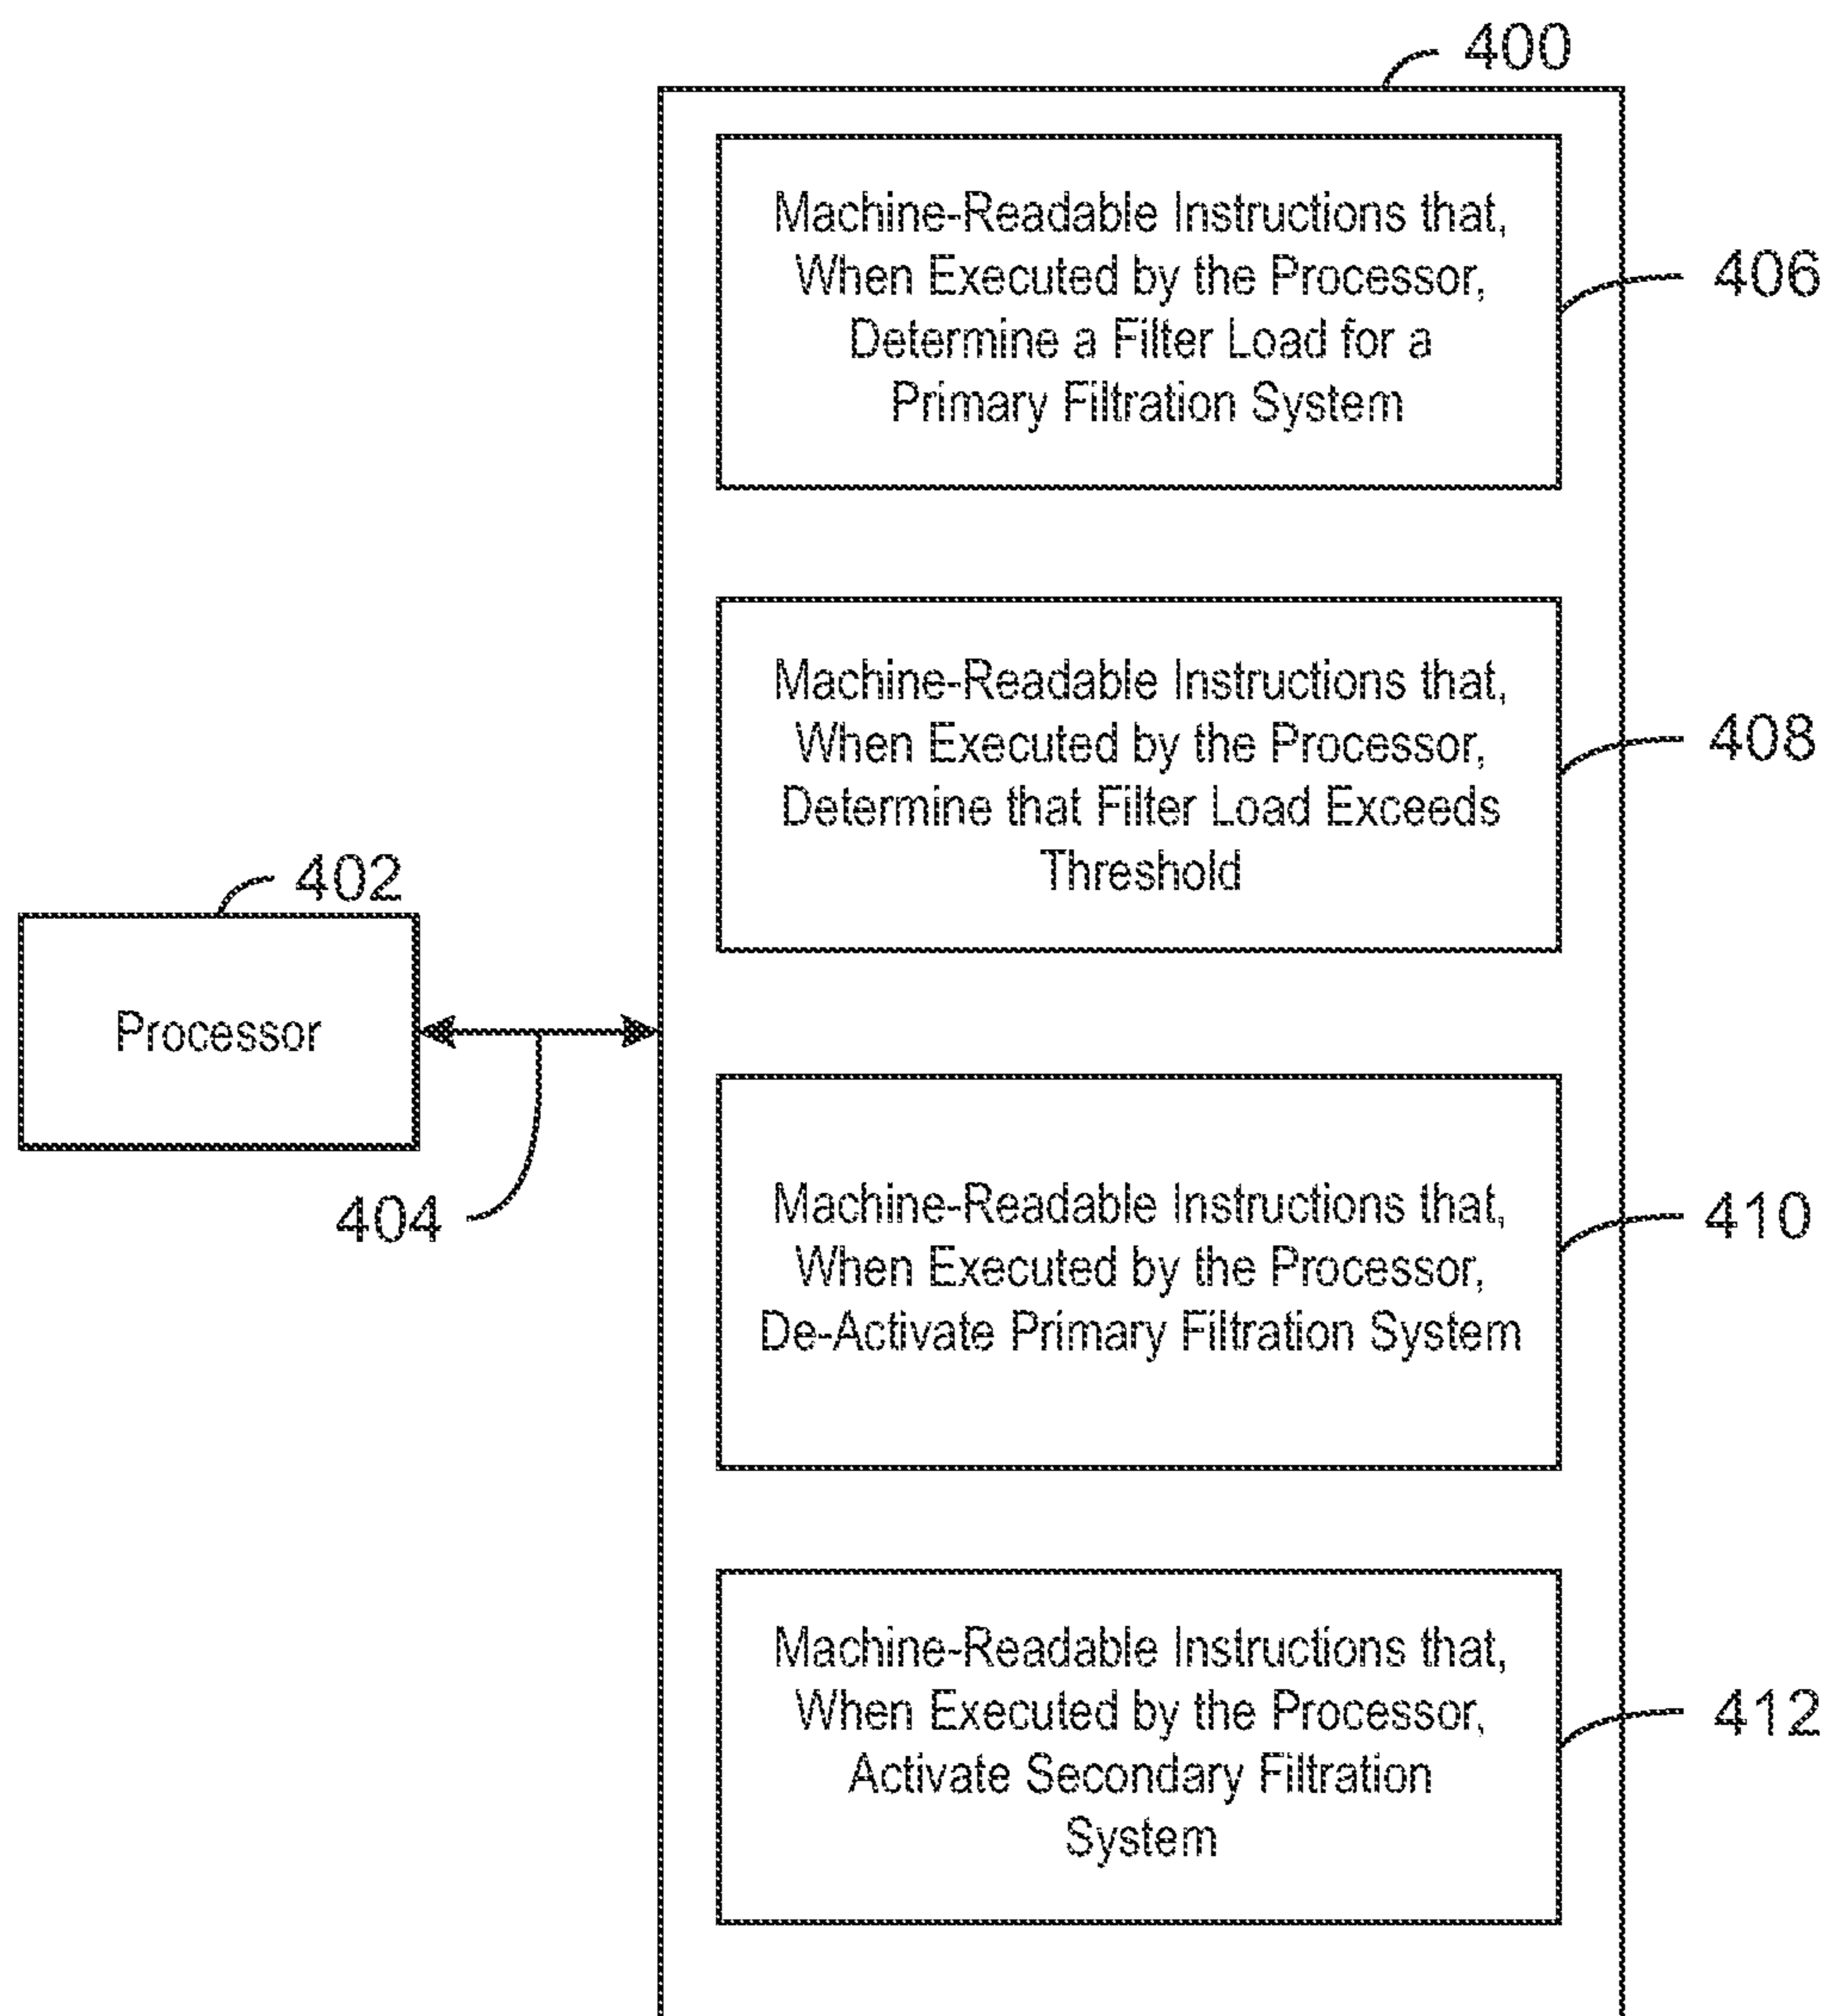 400
Machine-Readable Instructions that,
When Executed by the Processor,
Determine a Filter Load for a
Primary Filtration System
406
Machine-Readable Instructions that,
When Executed by the Processor,
Determine that Filter Load Exceeds
Threshold
408
402
Processor
404
Machine-Readable Instructions that,
When Executed by the Processor,
De-Activate Primary Filtration System
410
Machine-Readable Instructions that,
When Executed by the Processor,
Activate Secondary Filtration
System
412